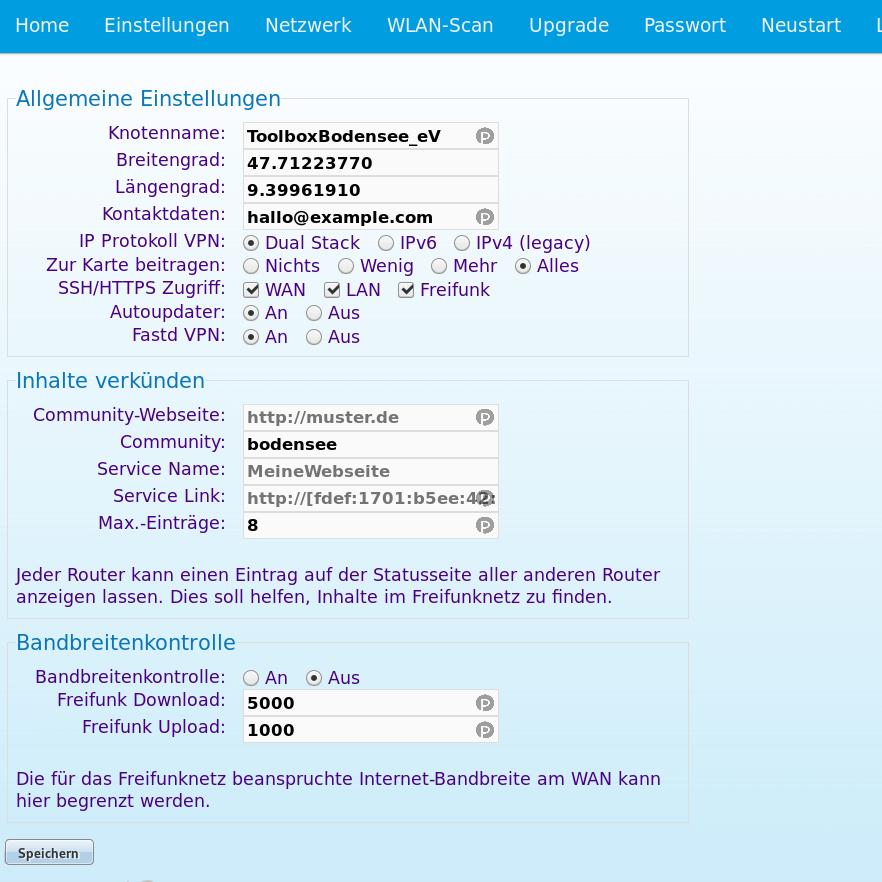 Home Einstellungen Netzwerk WLAN-Scan Upgrade Passwort Neustart
Allgemeine Einstellungen
Knotenname: ToolboxBodensee_eV
Breitengrad: 47.71223770
Längengrad: 9.39961910
Kontaktdaten: hallo@example.com
IP Protokoll VPN: Dual Stack IPv6 IPv4 (legacy)
Zur Karte beitragen: Nichts Wenig Mehr Alles
SSH/HTTPS Zugriff: WAN LAN Freifunk
Autoupdater: An Aus
Fastd VPN: An Aus
Inhalte verkünden
Community-Webseite: http://muster.de
Community: bodensee
Service Name: MeineWebseite
Service Link: http://[fdef:1701:b5ee:42:
Max.-Einträge: 8
Jeder Router kann einen Eintrag auf der Statusseite aller anderen Router
anzeigen lassen. Dies soll helfen, Inhalte im Freifunknetz zu finden.
Bandbreitenkontrolle
Bandbreitenkontrolle: An Aus
Freifunk Download: 5000
Freifunk Upload: 1000
Die für das Freifunknetz beanspruchte Internet-Bandbreite am WAN kann
hier begrenzt werden.
Speichern